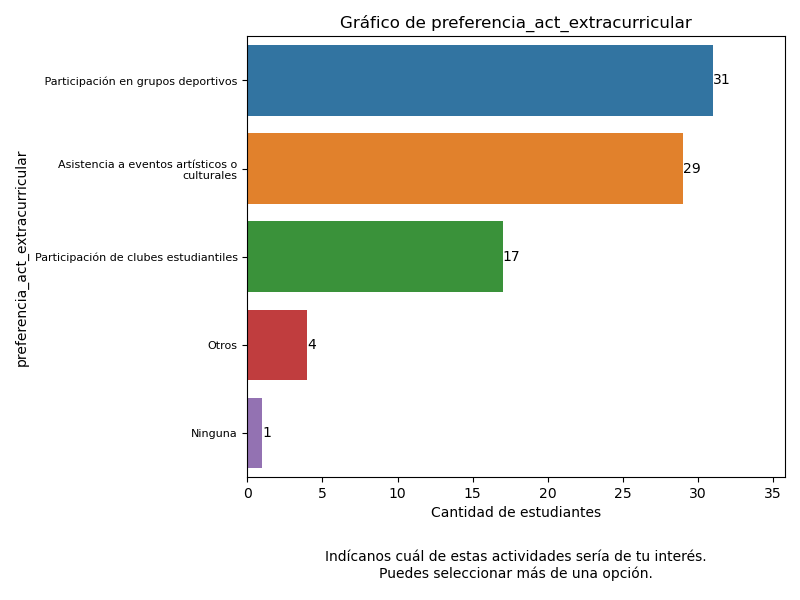 Gráfico de preferencia_act_extracurricular
preferencia_act_extracurricular
Participación en grupos deportivos
31
Asistencia a eventos artísticos o
culturales
29
Participación de clubes estudiantiles
17
Otros
4
Ninguna
1
0 5 10 15 20 25 30 35
Cantidad de estudiantes
Indícanos cuál de estas actividades sería de tu interés.
Puedes seleccionar más de una opción.